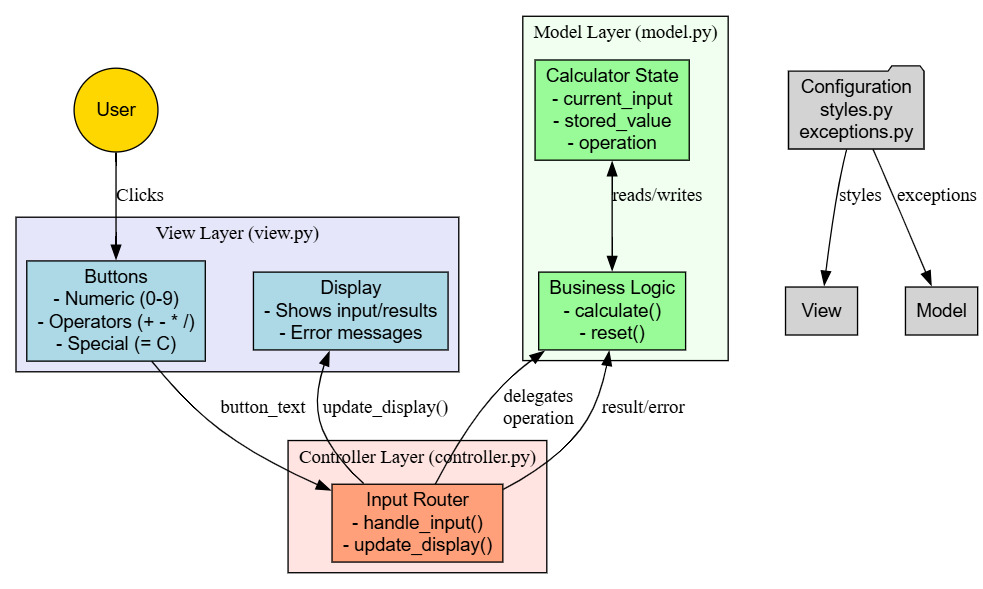 User
Clicks
View Layer (view.py)
Buttons
- Numeric (0-9)
- Operators (+ - * /)
- Special (= C)
Display
- Shows input/results
- Error messages
Model Layer (model.py)
Calculator State
- current_input
- stored_value
- operation
reads/writes
Business Logic
- calculate()
- reset()
button_text
update_display()
delegates
operation
result/error
Controller Layer (controller.py)
Input Router
- handle_input()
- update_display()
Configuration
styles.py
exceptions.py
styles
exceptions
View
Model